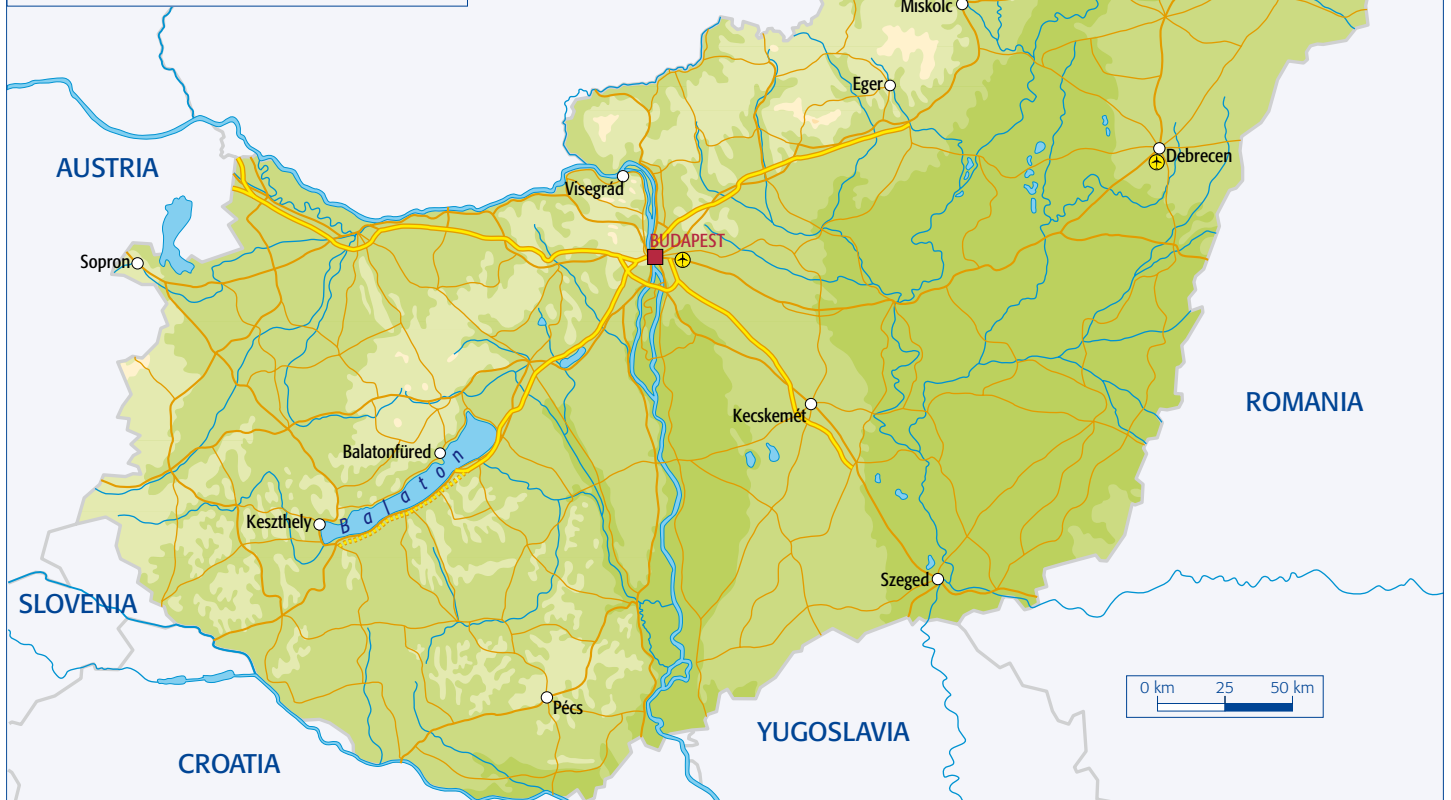 Miskolc
Eger
AUSTRIA
Debrecen
Visegrád
BUDAPEST
Sopron
ROMANIA
Kecskemét
Balatonfüred
Balaton
Keszthely
Szeged
SLOVENIA
0 km 25 50 km
Pécs
YUGOSLAVIA
CROATIA